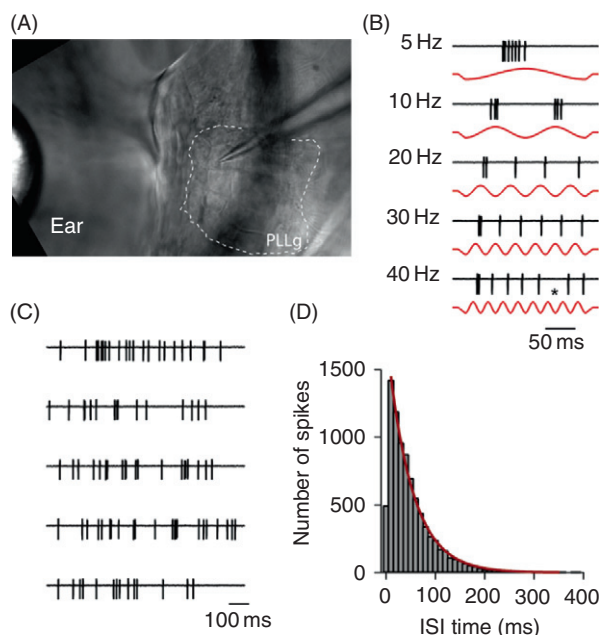 (A)
Ear
PLLg
(B)
5 Hz
10 Hz
20 Hz
30 Hz
40 Hz
*
50 ms
(C)
100 ms
(D)
Number of spikes
1500
1000
500
0
0 100 200 300 400
ISI time (ms)